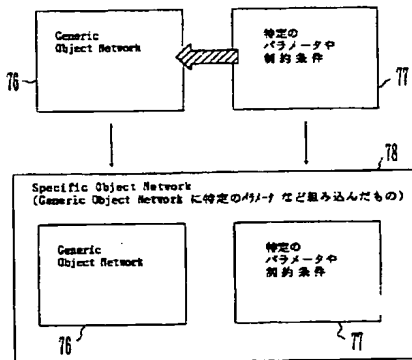 Generic
Object Network
特定の
パラメータや
制約条件
76
77
78
Specific Object Network
(Generic Object Network に特定のパラメータ など組み込んだもの)
Generic
Object Network
特定の
パラメータや
制約条件
76
77